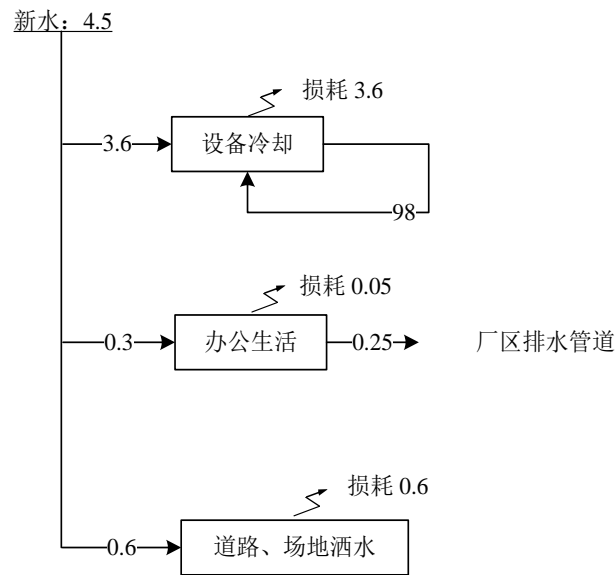 新水：4.5
损耗 3.6
3.6
设备冷却
98
损耗 0.05
0.3
办公生活
0.25
厂区排水管道
损耗 0.6
0.6
道路、场地洒水